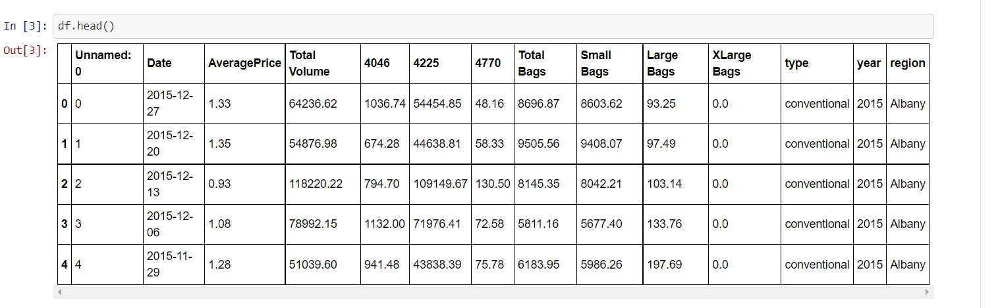 In [3]: df.head()
Out[3]:
Unnamed: 0 Date AveragePrice Total Volume 4046 4225 4770 Total Bags Small Bags Large Bags XLarge Bags type year region
0 0 2015-12-27 1.33 64236.62 1036.74 54454.85 48.16 8696.87 8603.62 93.25 0.0 conventional 2015 Albany
1 1 2015-12-20 1.35 54876.98 674.28 44638.81 58.33 9505.56 9408.07 97.49 0.0 conventional 2015 Albany
2 2 2015-12-13 0.93 118220.22 794.70 109149.67 130.50 8145.35 8042.21 103.14 0.0 conventional 2015 Albany
3 3 2015-12-06 1.08 78992.15 1132.00 71976.41 72.58 5811.16 5677.40 133.76 0.0 conventional 2015 Albany
4 4 2015-11-29 1.28 51039.60 941.48 43838.39 75.78 6183.95 5986.26 197.69 0.0 conventional 2015 Albany